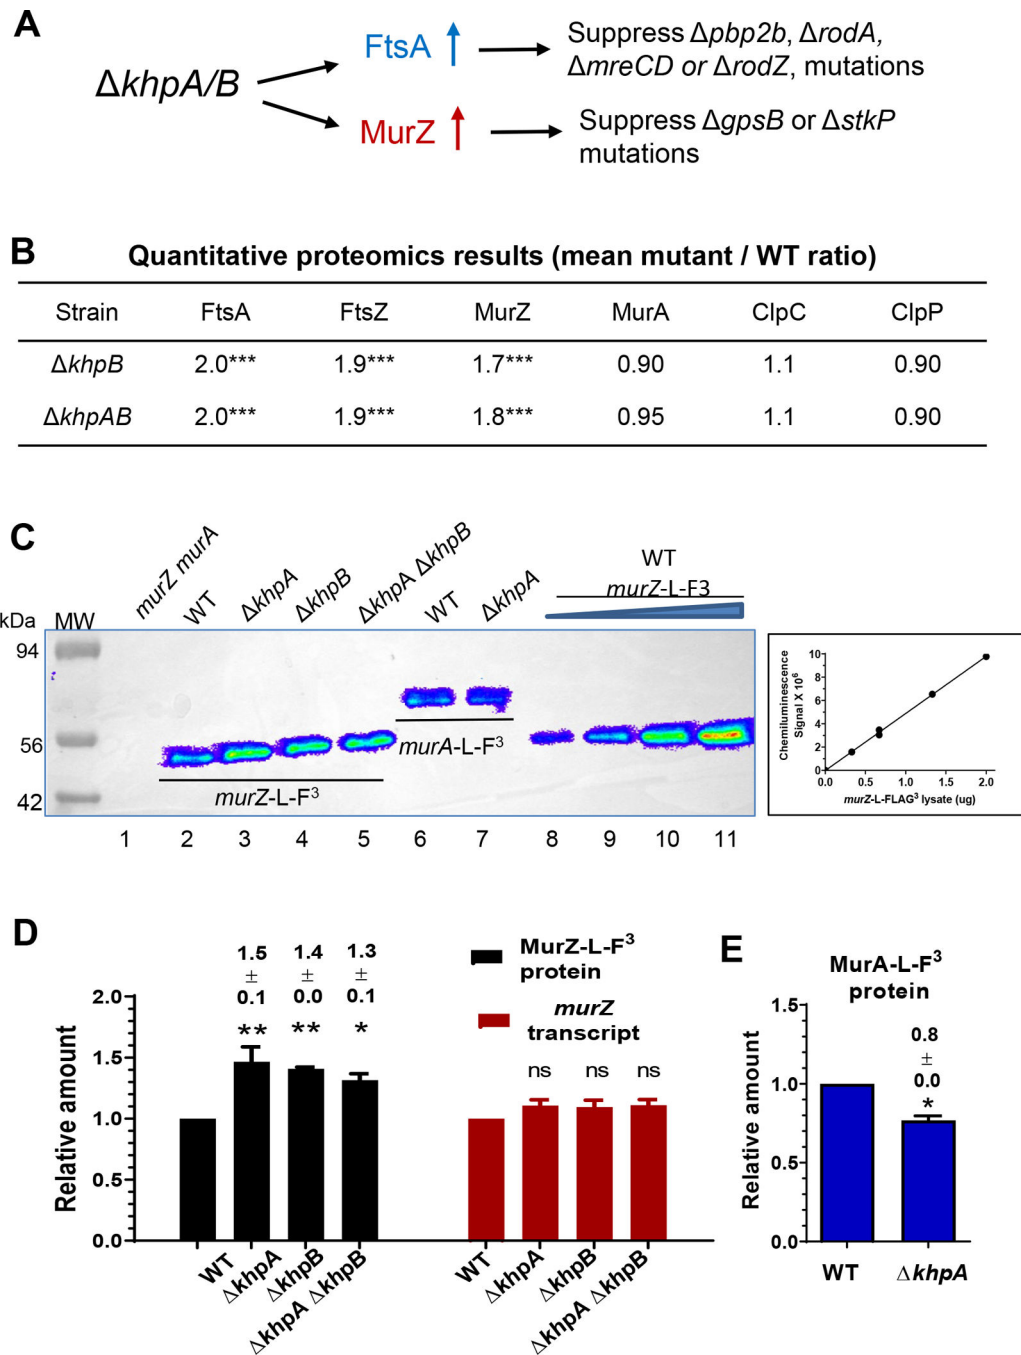 A
ΔkhpA/B
FtsA
Suppress Δpbp2b, ΔrodA,
ΔmreCD or ΔrodZ, mutations
MurZ
Suppress ΔgpsB or ΔstkP
mutations
B
Quantitative proteomics results (mean mutant / WT ratio)
Strain FtsA FtsZ MurZ MurA ClpC ClpP
ΔkhpB 2.0*** 1.9*** 1.7*** 0.90 1.1 0.90
ΔkhpAB 2.0*** 1.9*** 1.8*** 0.95 1.1 0.90
C
kDa
MW
murZ murA
WT
ΔkhpA
ΔkhpB
ΔkhpA ΔkhpB
WT
ΔkhpA
WT
murZ-L-F3
94
56
42
murZ-L-F³
murA-L-F³
1 2 3 4 5 6 7 8 9 10 11
Chemiluminescence
Signal X 10⁶
10
8
6
4
2
0
0.0 0.5 1.0 1.5 2.0
murZ-L-FLAG³ lysate (ug)
D
Relative amount
2.0
1.5
1.0
0.5
0.0
1.5 ± 0.1
1.4 ± 0.0
1.3 ± 0.1
** ** *
MurZ-L-F³
protein
murZ
transcript
ns ns ns
WT
ΔkhpA
ΔkhpB
ΔkhpA ΔkhpB
WT
ΔkhpA
ΔkhpB
ΔkhpA ΔkhpB
E
MurA-L-F³
protein
Relative amount
1.5
1.0
0.5
0.0
0.8
±
0.0
*
WT ΔkhpA